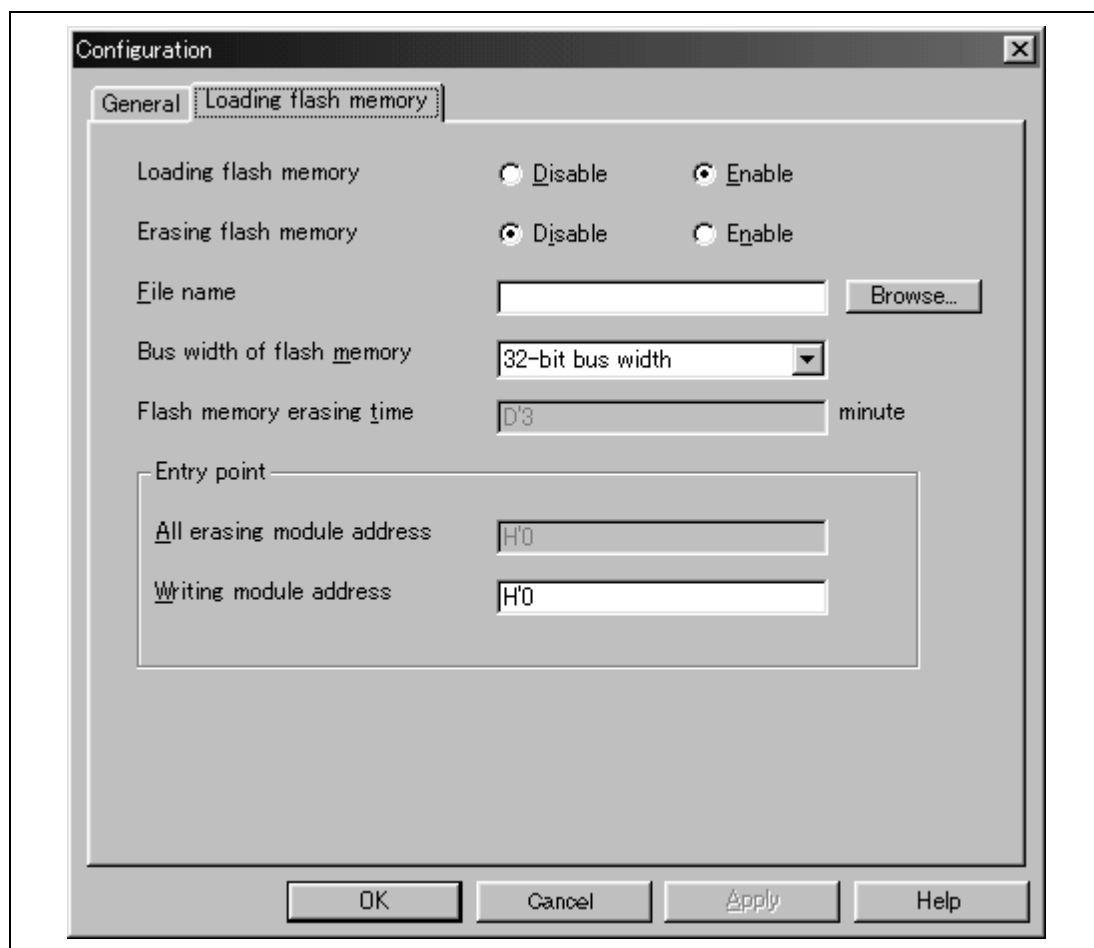 Configuration
General Loading flash memory
Loading flash memory Disable Enable
Erasing flash memory Disable Enable
File name Browse...
Bus width of flash memory 32-bit bus width
Flash memory erasing time D'3 minute
Entry point
All erasing module address H'0
Writing module address H'0
OK Cancel Apply Help